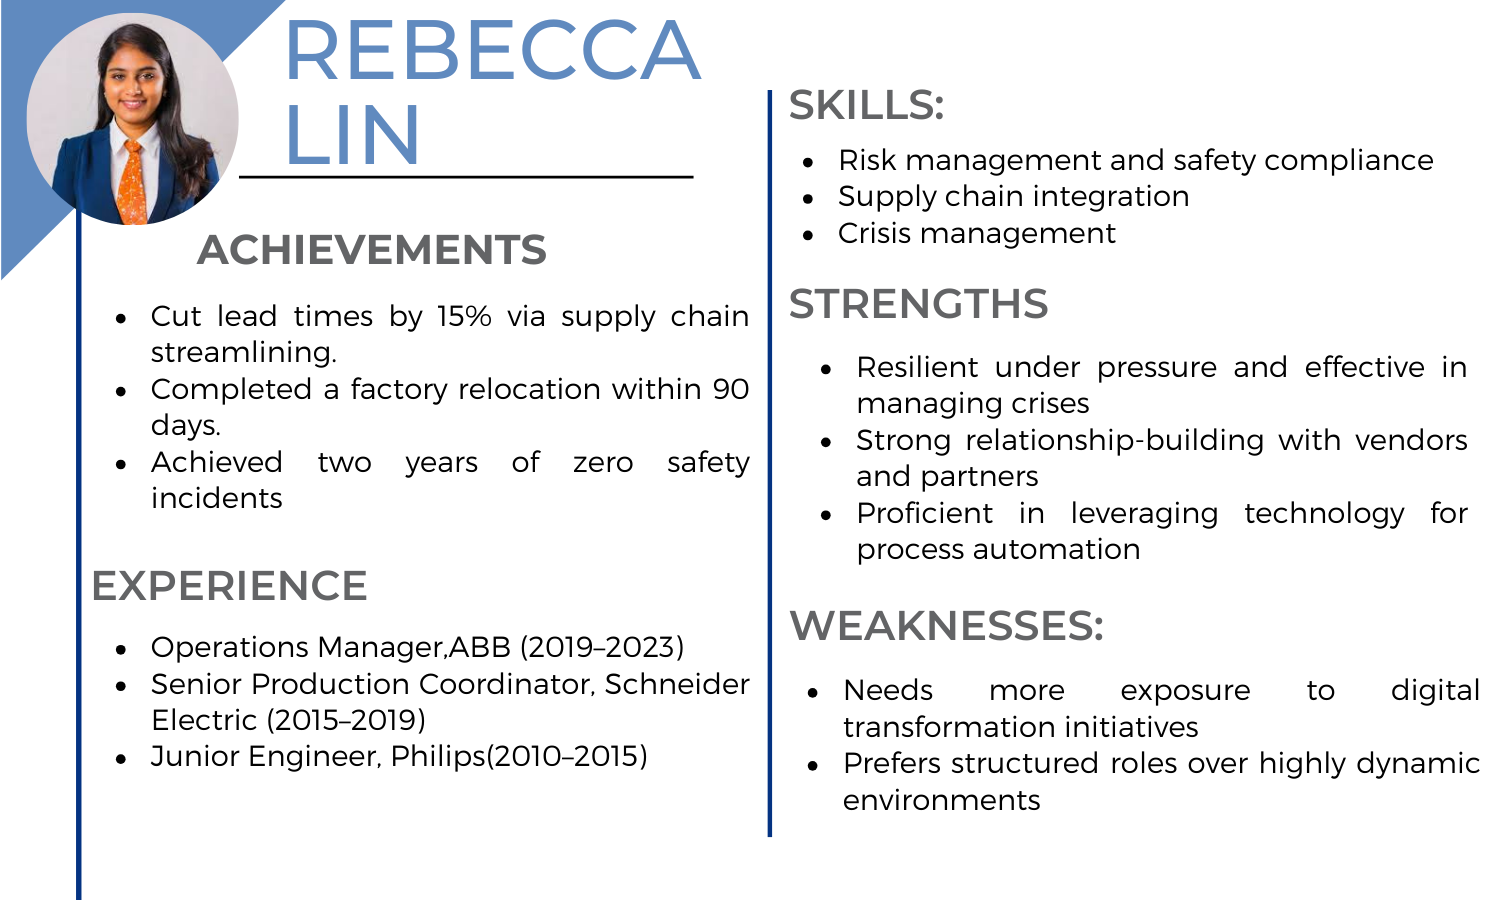 REBECCA
LIN
ACHIEVEMENTS
• Cut lead times by 15% via supply chain
streamlining.
• Completed a factory relocation within 90
days.
• Achieved two years of zero safety
incidents
EXPERIENCE
• Operations Manager,ABB (2019–2023)
• Senior Production Coordinator, Schneider
Electric (2015–2019)
• Junior Engineer, Philips(2010–2015)
SKILLS:
• Risk management and safety compliance
• Supply chain integration
• Crisis management
STRENGTHS
• Resilient under pressure and effective in
managing crises
• Strong relationship-building with vendors
and partners
• Proficient in leveraging technology for
process automation
WEAKNESSES:
• Needs more exposure to digital
transformation initiatives
• Prefers structured roles over highly dynamic
environments